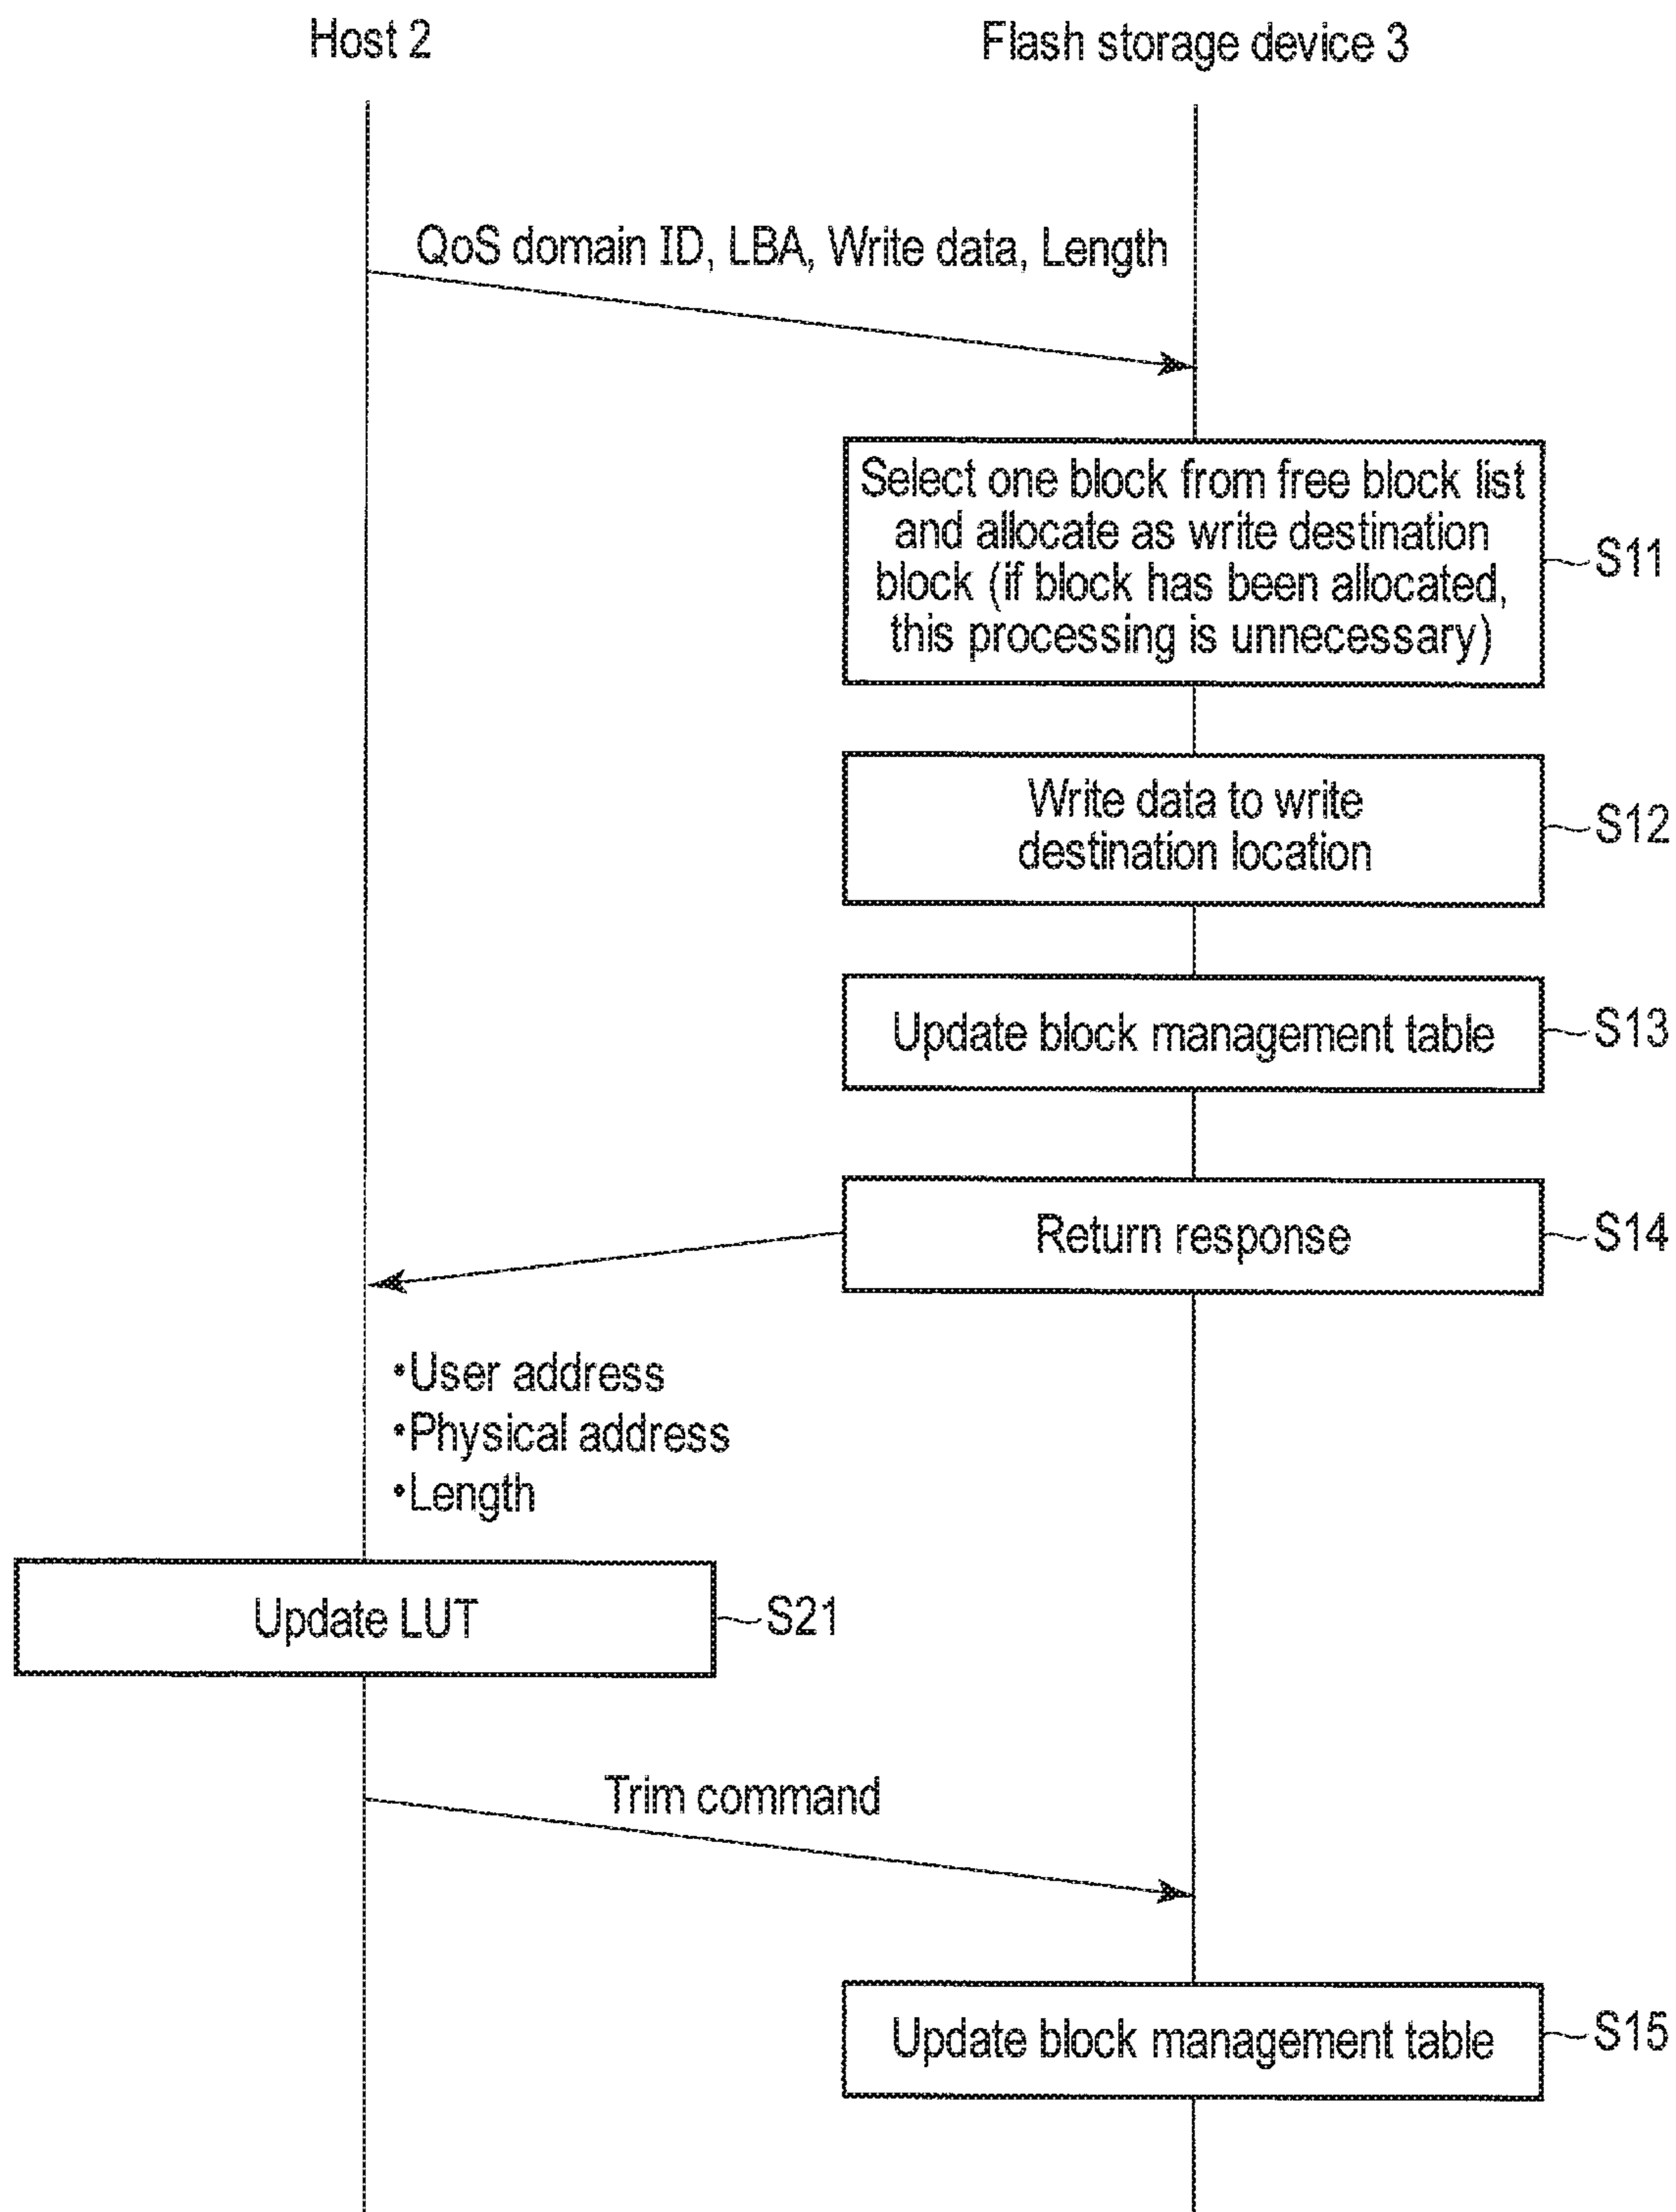 Host 2
Flash storage device 3
QoS domain ID, LBA, Write data, Length
Select one block from free block list
and allocate as write destination
block (if block has been allocated,
this processing is unnecessary)
S11
Write data to write
destination location
S12
Update block management table
S13
Return response
S14
•User address
•Physical address
•Length
Update LUT
S21
Trim command
Update block management table
S15